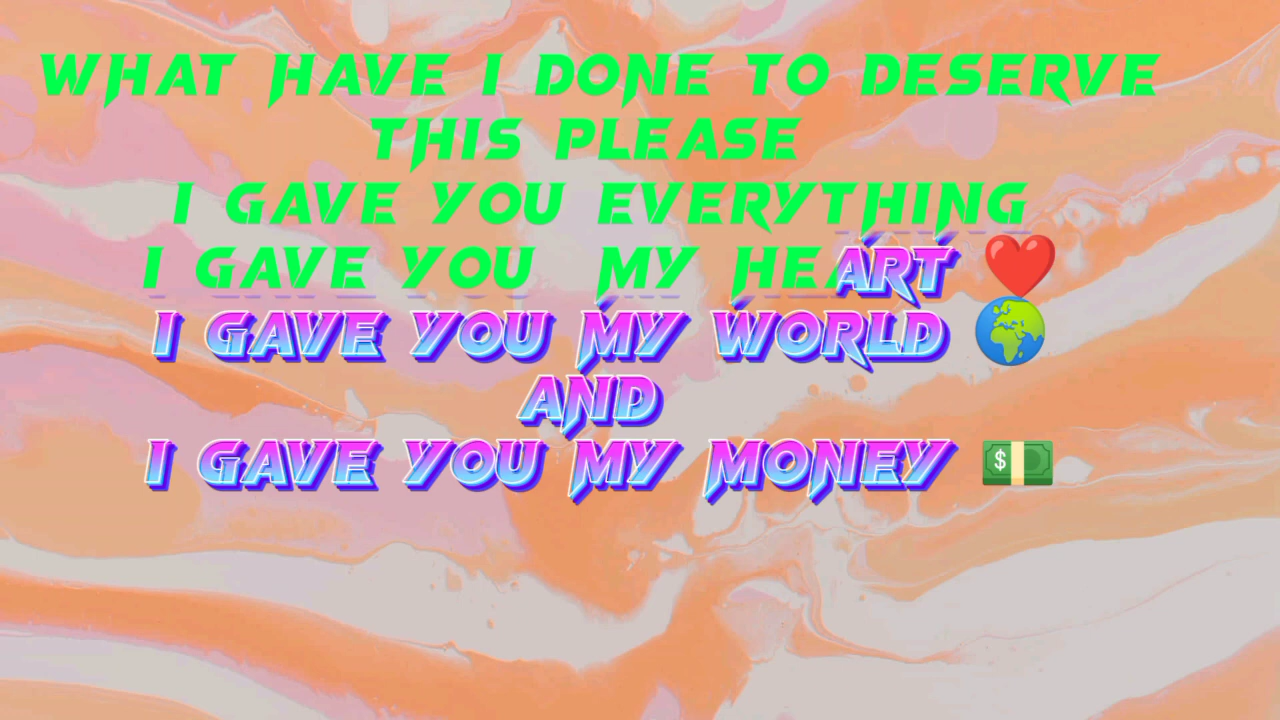 WHAT HAVE I DONE TO DESERVE
THIS PLEASE
I GAVE YOU EVERYTHING
I GAVE YOU MY HEART ❤️
I GAVE YOU MY WORLD 🌍
AND
I GAVE YOU MY MONEY 💵